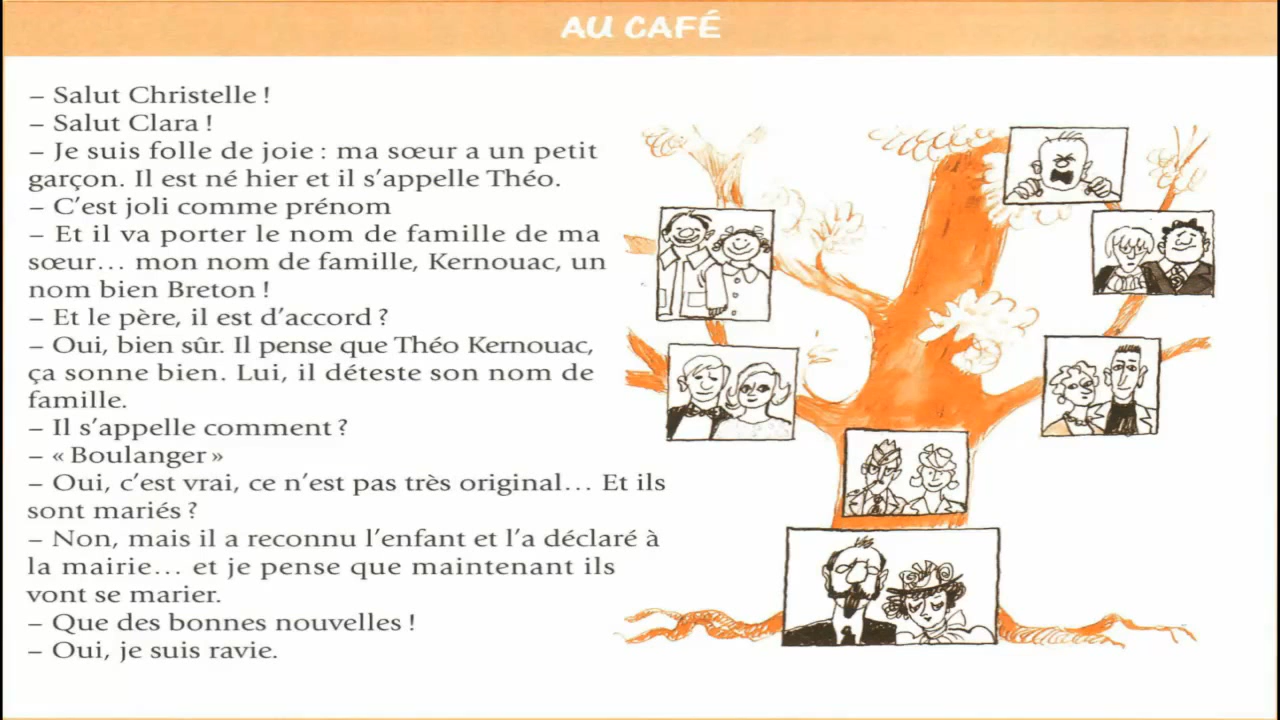 AU CAFÉ
– Salut Christelle !
– Salut Clara !
– Je suis folle de joie : ma sœur a un petit
garçon. Il est né hier et il s’appelle Théo.
– C’est joli comme prénom
– Et il va porter le nom de famille de ma
sœur… mon nom de famille, Kernouac, un
nom bien Breton !
– Et le père, il est d’accord ?
– Oui, bien sûr. Il pense que Théo Kernouac,
ça sonne bien. Lui, il déteste son nom de
famille.
– Il s’appelle comment ?
– « Boulanger »
– Oui, c’est vrai, ce n’est pas très original… Et ils
sont mariés ?
– Non, mais il a reconnu l’enfant et l’a déclaré à
la mairie… et je pense que maintenant ils
vont se marier.
– Que des bonnes nouvelles !
– Oui, je suis ravie.